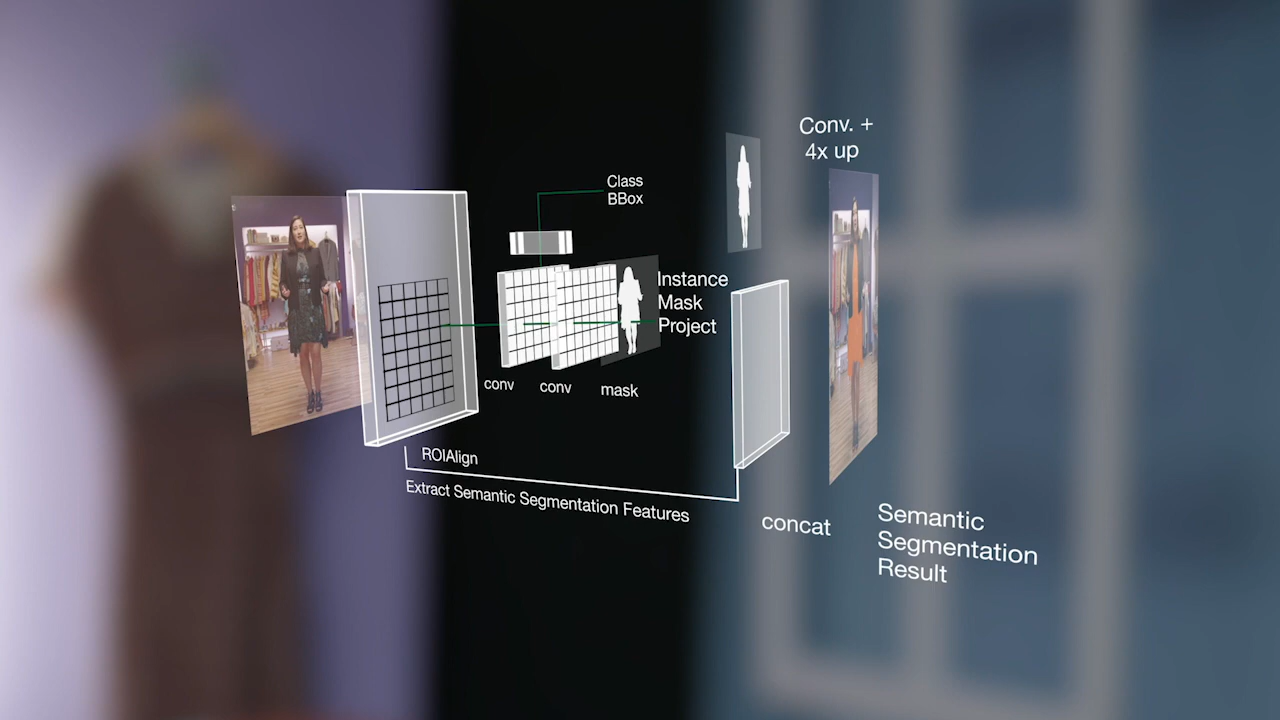 Conv. +
4x up
Class
BBox
Instance
Mask
Project
conv
conv
mask
ROIAlign
Extract Semantic Segmentation Features
concat
Semantic
Segmentation
Result